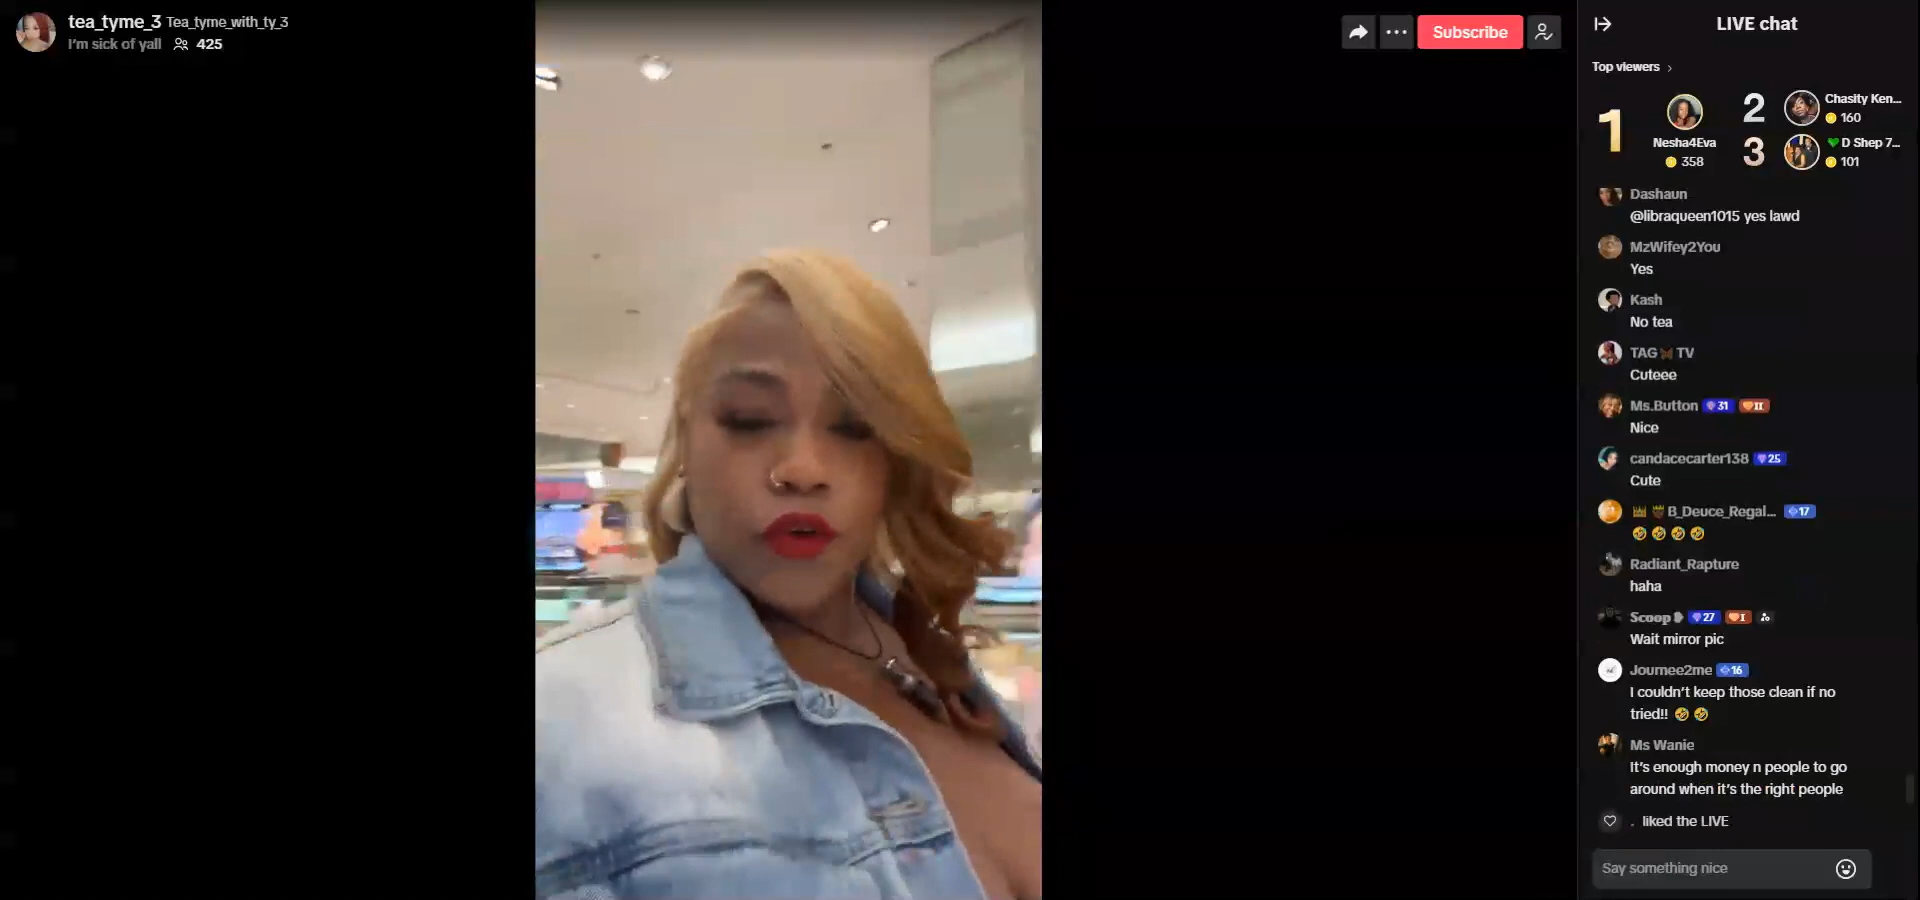 tea_tyme_3 Tea_tyme_with_ty_3
I'm sick of yall 425
Subscribe
LIVE chat
Top viewers
1
Nesha4Eva
358
2
Chasity Ken...
160
3
💚D Shep 7...
101
Dashaun
@libraqueen1015 yes lawd
MzWifey2You
Yes
Kash
No tea
TAG🦋TV
Cuteee
Ms.Button 31 II
Nice
candacecarter138 25
Cute
B_Deuce_Regal... 17
🤣🤣🤣🤣
Radiant_Rapture
haha
Scoop 27 I
Wait mirror pic
Journee2me 16
I couldn't keep those clean if no
tried!! 🤣🤣
Ms Wanie
It's enough money n people to go
around when it's the right people
. liked the LIVE
Say something nice